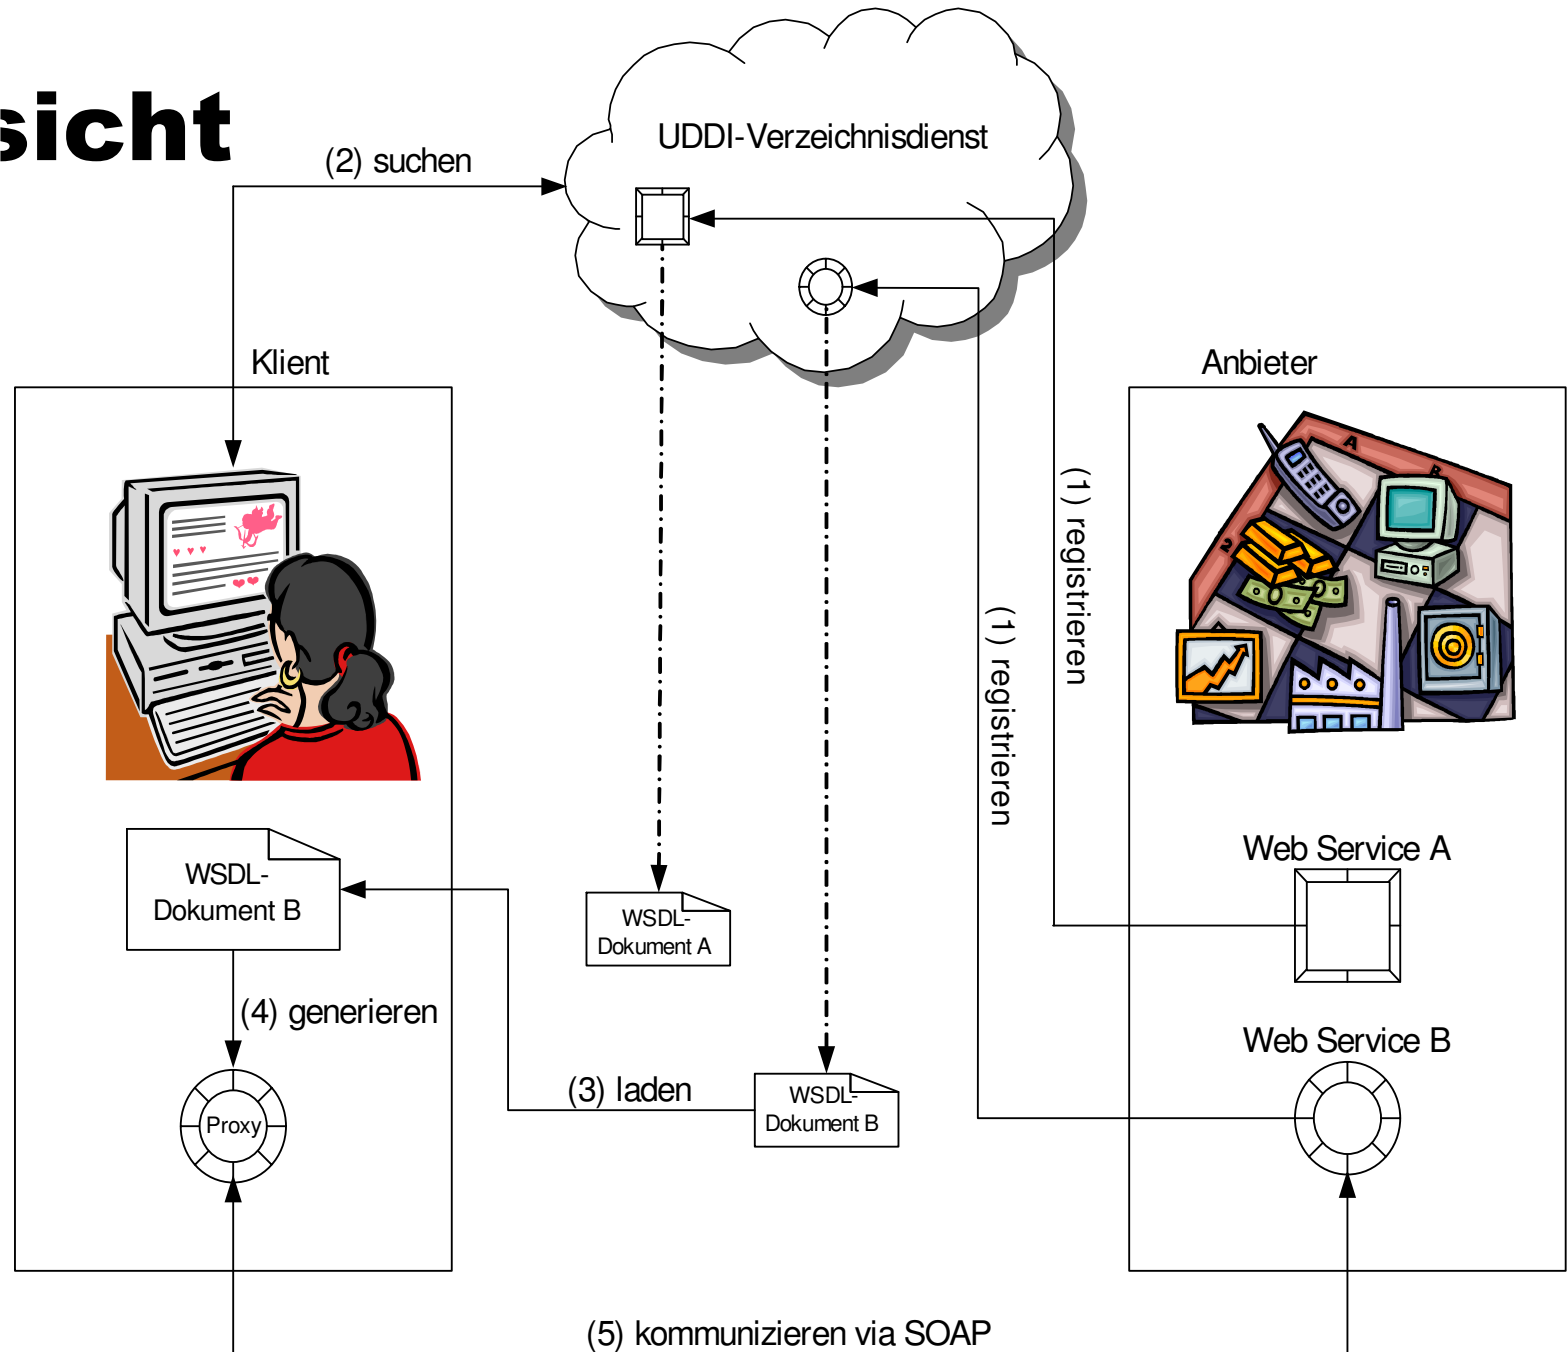 sicht
UDDI-Verzeichnisdienst
(2) suchen
Klient
Anbieter
(1) registrieren
(1) registrieren
A
B
2
WSDL-
Dokument B
WSDL-
Dokument A
Web Service A
(4) generieren
Web Service B
(3) laden
WSDL-
Dokument B
Proxy
(5) kommunizieren via SOAP